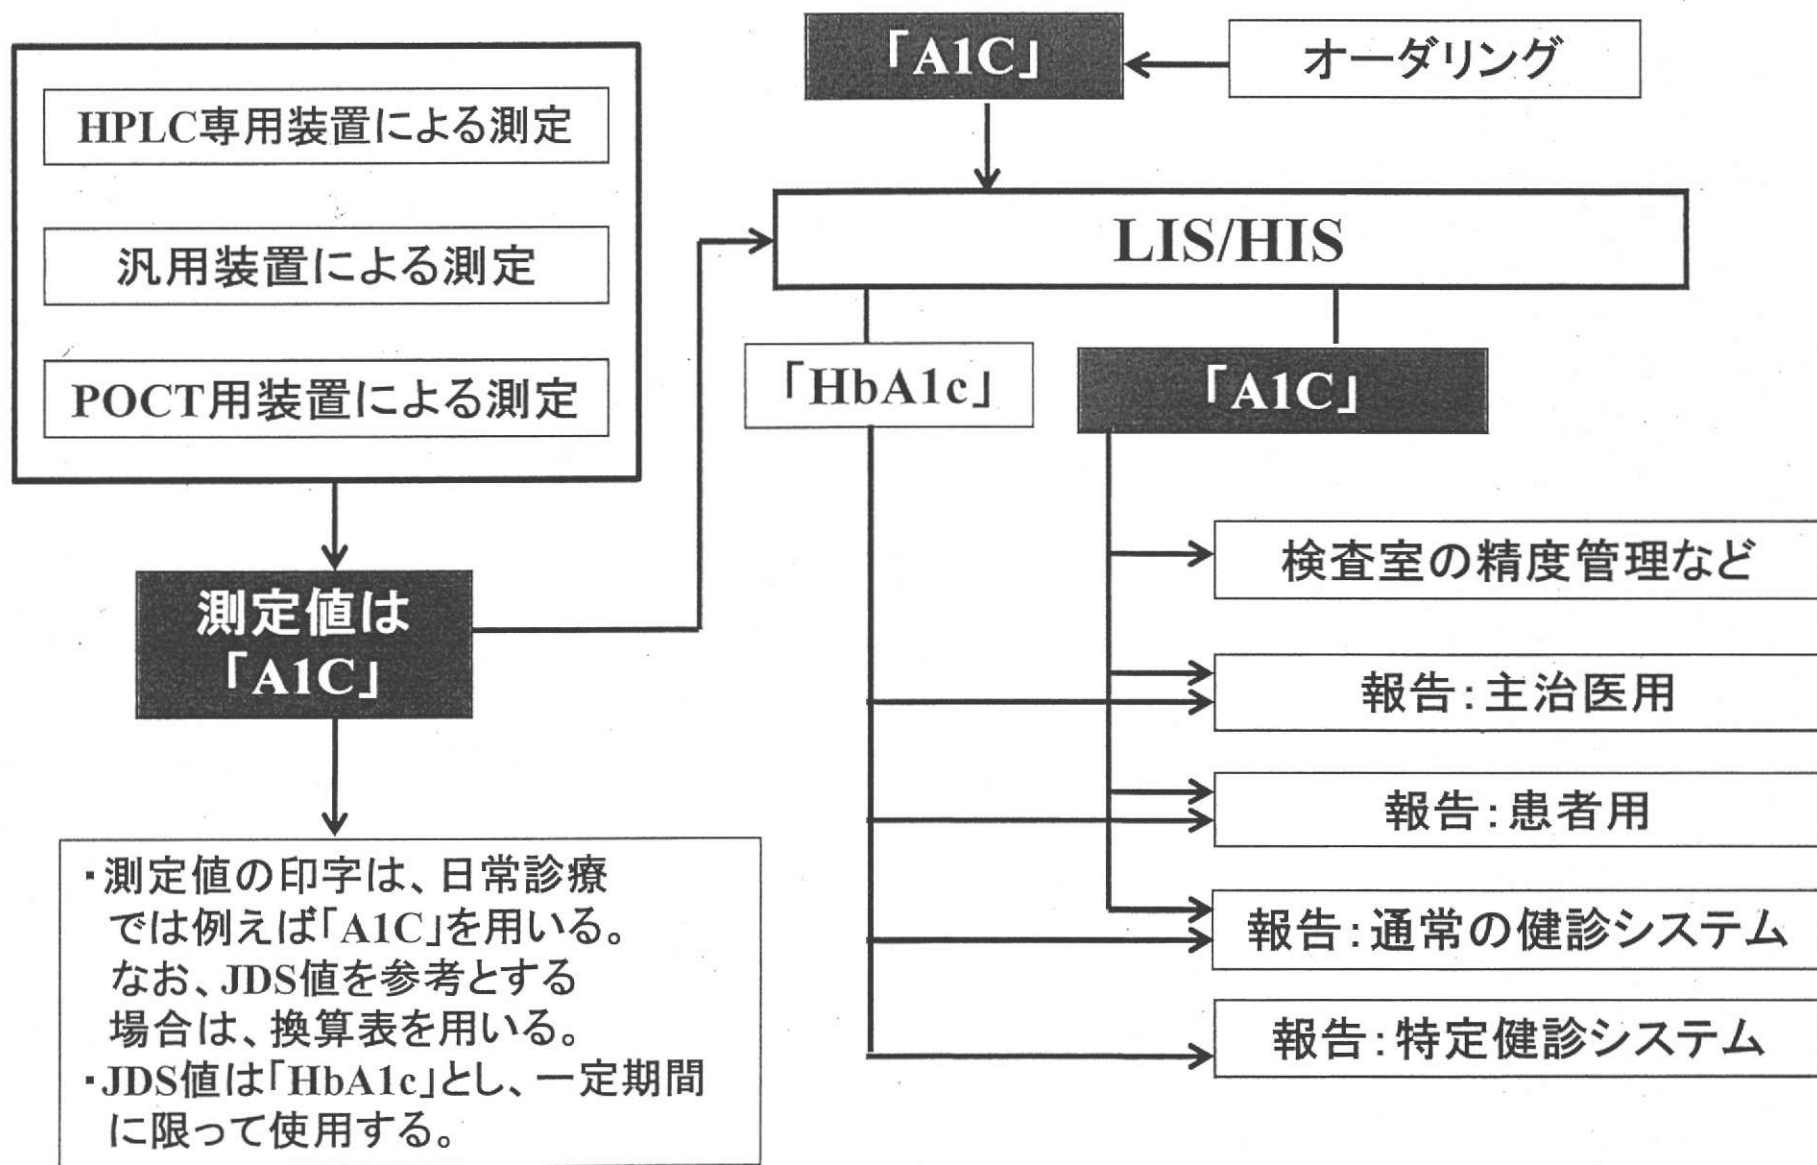 HPLC専用装置による測定
汎用装置による測定
POCT用装置による測定
測定値は
「A1C」
・測定値の印字は、日常診療
では例えば「A1C」を用いる。
なお、JDS値を参考とする
場合は、換算表を用いる。
・JDS値は「HbA1c」とし、一定期間
に限って使用する。
「A1C」
オーダリング
LIS/HIS
「HbA1c」
「A1C」
検査室の精度管理など
報告:主治医用
報告:患者用
報告:通常の健診システム
報告:特定健診システム